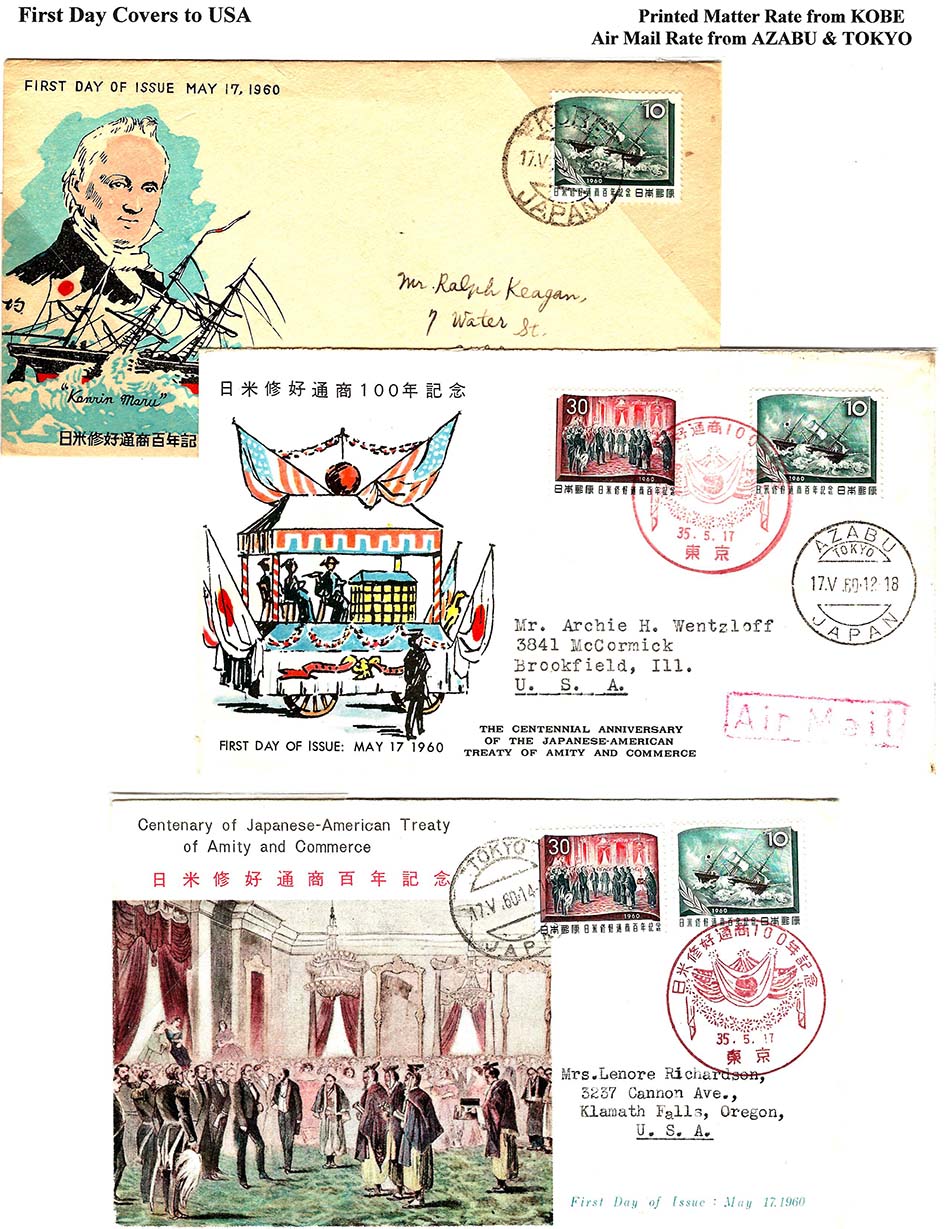 First Day Covers to USA
Printed Matter Rate from KOBE
Air Mail Rate from AZABU & TOKYO
FIRST DAY OF ISSUE MAY 17, 1960
KOBE
17.V
JAPAN
10
1960
日米修好通商百年記念 日本郵便
Mr. Ralph Keagan,
7 Water St.
"Kanrin Maru"
日米修好通商百年記
日米修好通商100年記念
30
1960
日本郵便 日米修好通商百年記念
10
1960
日米修好通商百年記念 日本郵便
好通商100
35.5.17
東京
AZABU
TOKYO
17.V.60.12-18
JAPAN
Mr. Archie H. Wentzloff
3841 McCormick
Brookfield, Ill.
U. S. A.
Air Mail
FIRST DAY OF ISSUE: MAY 17 1960
THE CENTENNIAL ANNIVERSARY
OF THE JAPANESE-AMERICAN
TREATY OF AMITY AND COMMERCE
Centenary of Japanese-American Treaty
of Amity and Commerce
日米修好通商百年記念
TOKYO
17.V.60.14-
JAPAN
30
1960
日本郵便 日米修好通商百年記念
10
1960
日米修好通商百年記念 日本郵便
日米修好通商100年記念
35.5.17
東京
Mrs.Lenore Richardson,
3237 Cannon Ave.,
Klamath Falls, Oregon,
U. S. A.
First Day of Issue : May 17.1960